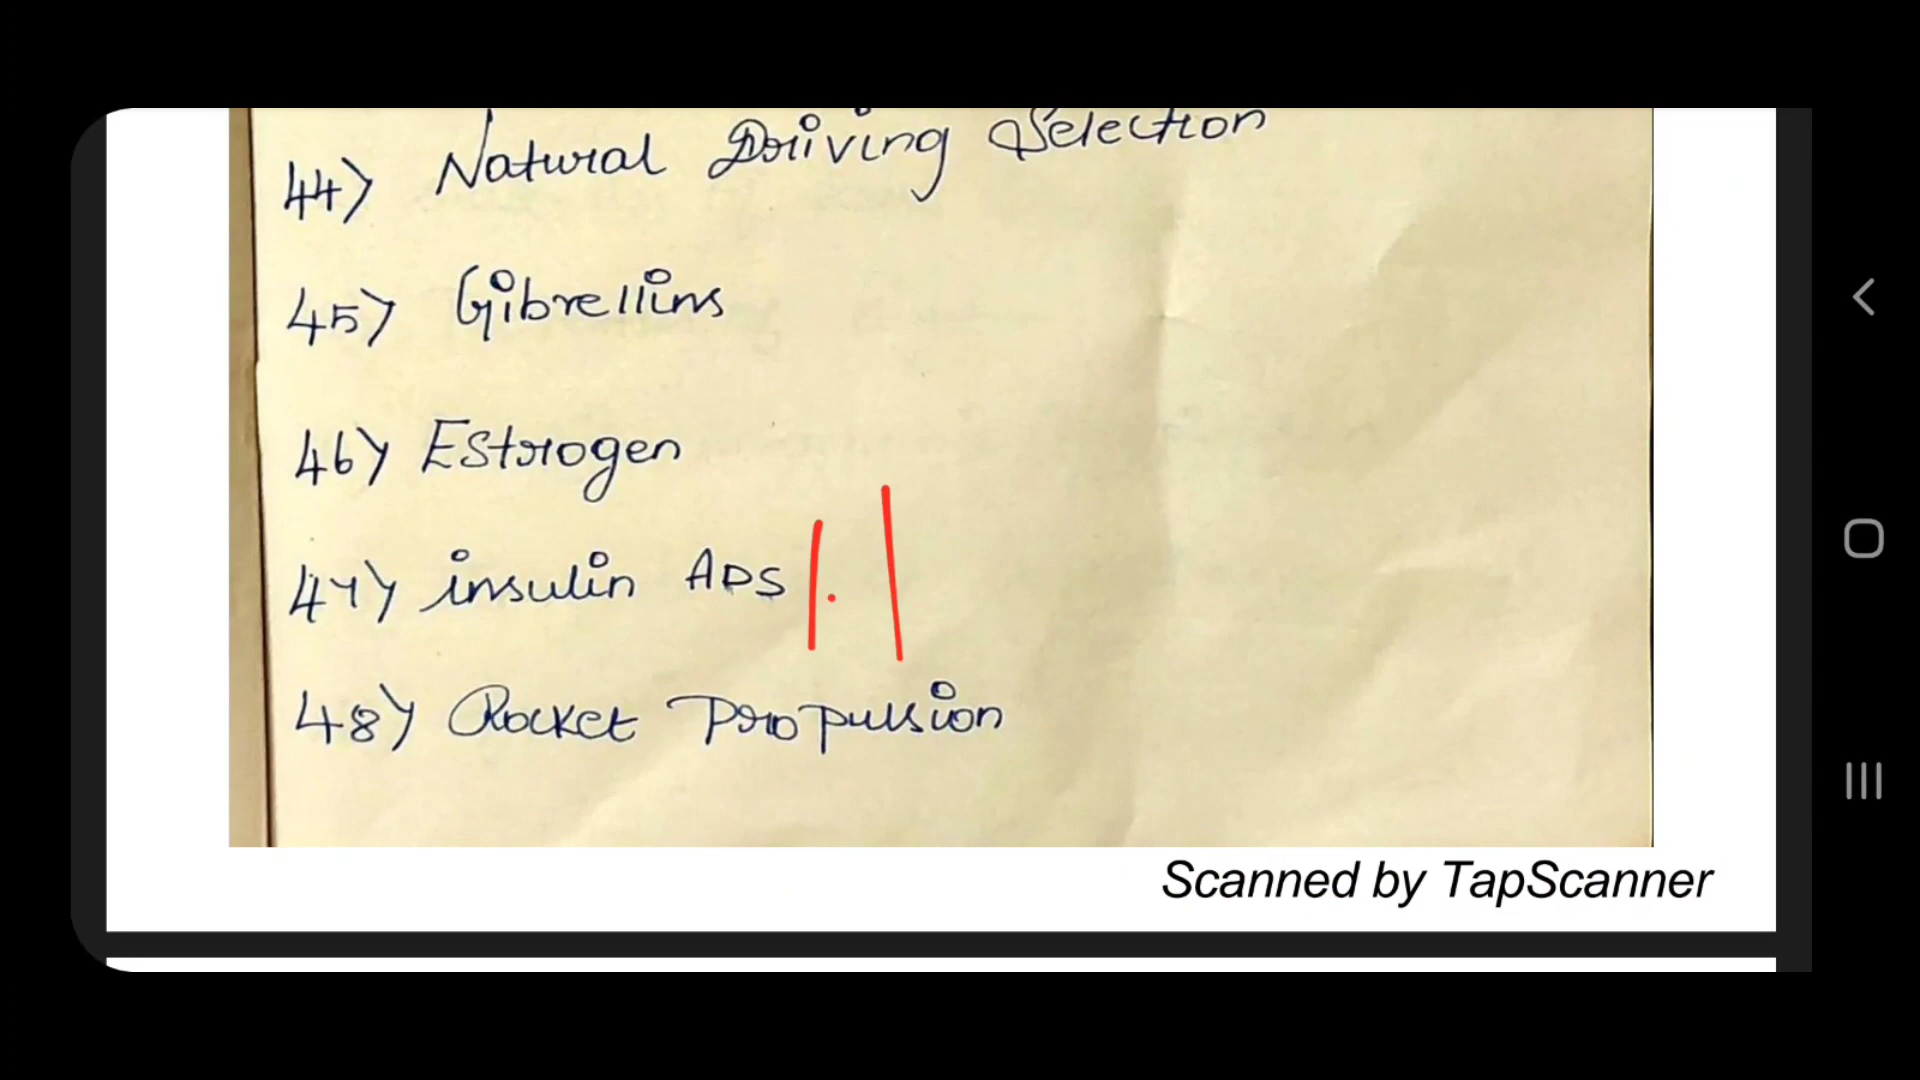 44) Natural Driving Selection
45) Gibrellins
46) Estrogen
47) insulin ADS
48) Rocket Propulsion
Scanned by TapScanner